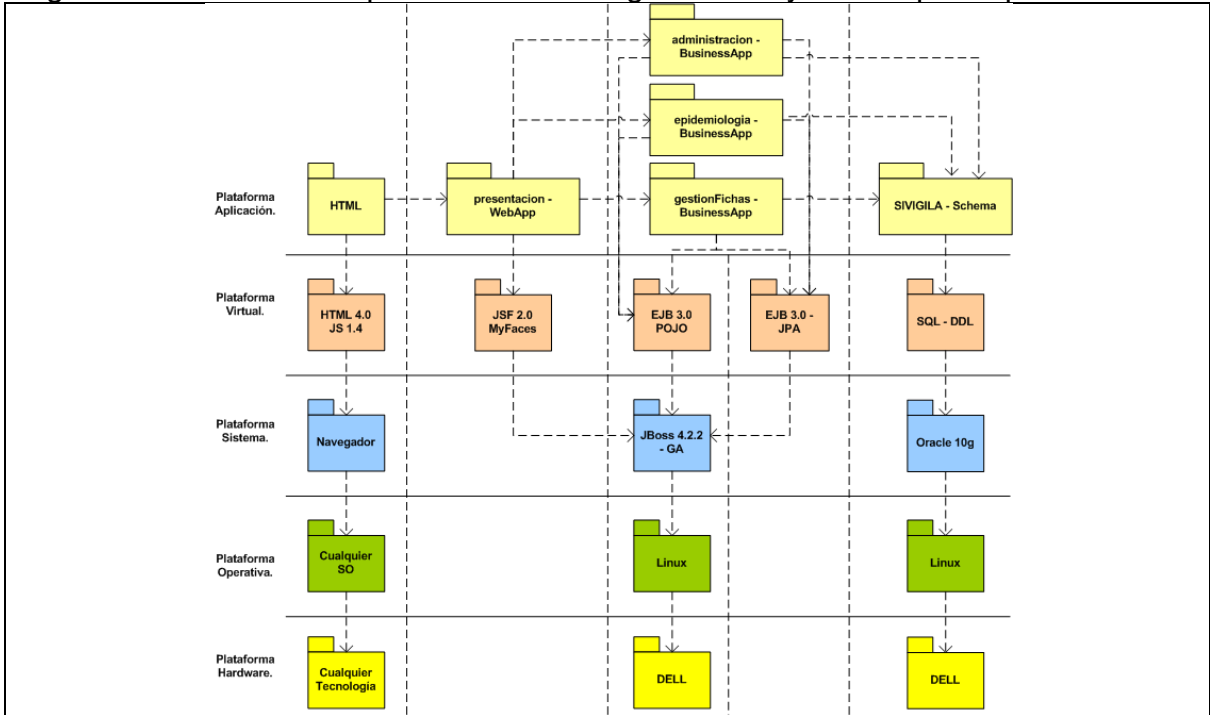 administracion -
BusinessApp
epidemiologia -
BusinessApp
Plataforma
Aplicación.
HTML
presentacion -
WebApp
gestionFichas -
BusinessApp
SIVIGILA - Schema
Plataforma
Virtual.
HTML 4.0
JS 1.4
JSF 2.0
MyFaces
EJB 3.0
POJO
EJB 3.0 -
JPA
SQL - DDL
Plataforma
Sistema.
Navegador
JBoss 4.2.2
- GA
Oracle 10g
Plataforma
Operativa.
Cualquier
SO
Linux
Linux
Plataforma
Hardware.
Cualquier
Tecnología
DELL
DELL